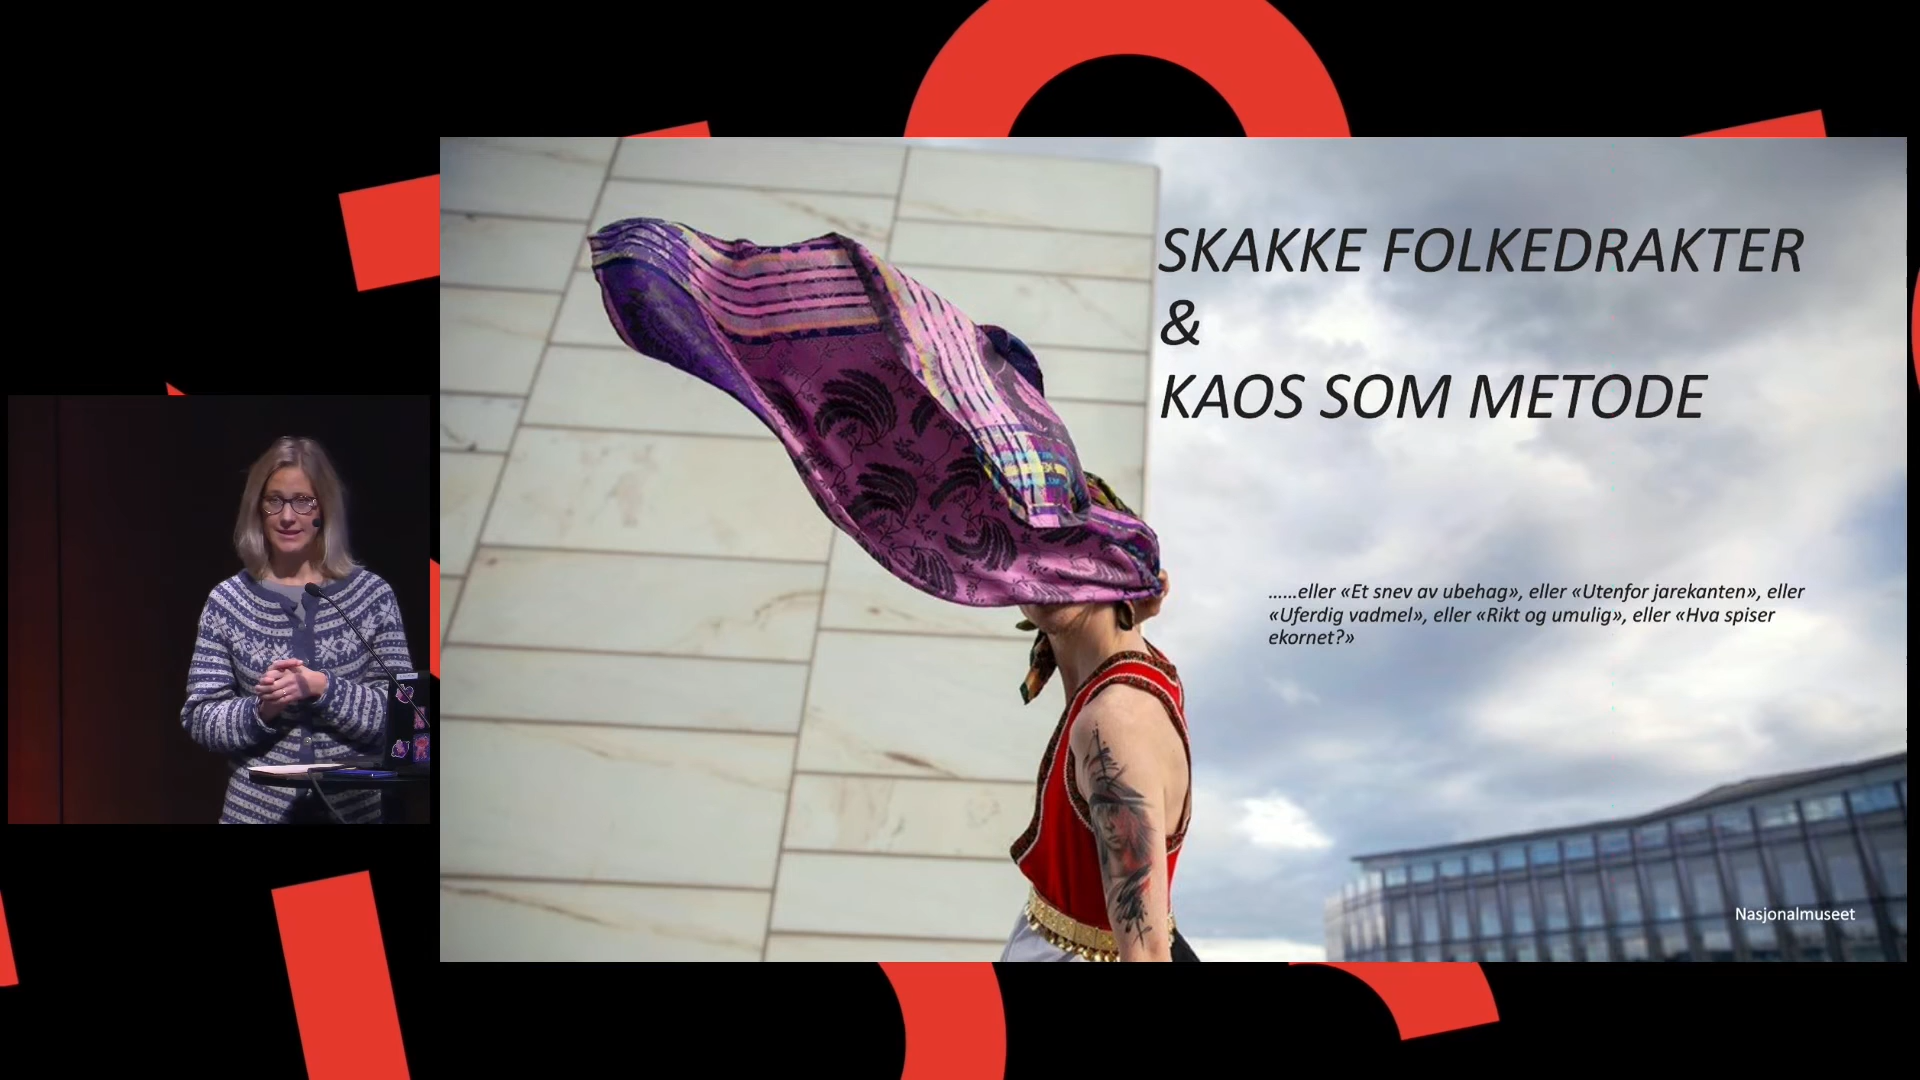 SKAKKE FOLKEDRAKTER
&
KAOS SOM METODE
......eller «Et snev av ubehag», eller «Utenfor jarekanten», eller
«Uferdig vadmel», eller «Rikt og umulig», eller «Hva spiser
ekornet?»
Nasjonalmuseet